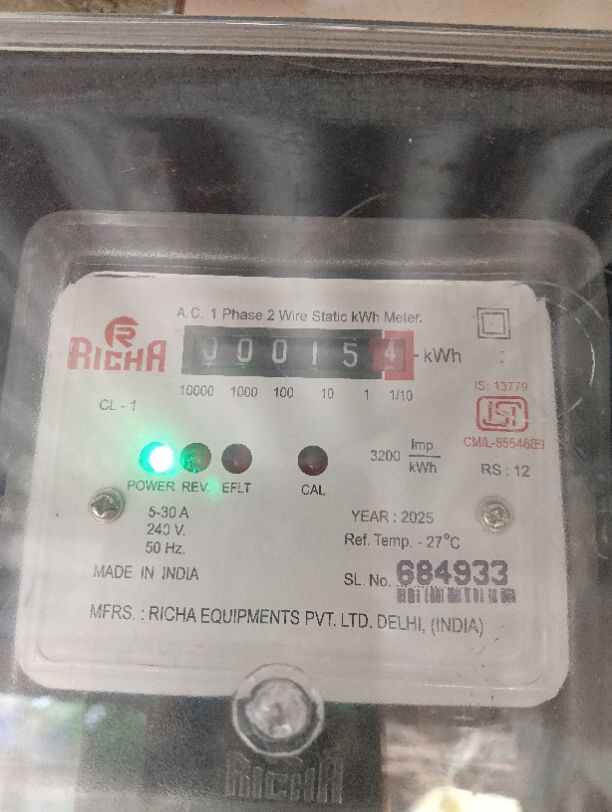 A.C. 1 Phase 2 Wire Static kWh Meter.
RICHA
0 0 0 1 5 4 kWh
10000 1000 100 10 1 1/10
IS: 13779
CL - 1
ISI
3200 Imp/kWh
RS : 12
POWER REV. EFLT CAL
5-30 A
240 V.
50 Hz.
YEAR : 2025
Ref. Temp. - 27°C
MADE IN INDIA
SL. No. 684933
MFRS. : RICHA EQUIPMENTS PVT. LTD. DELHI, (INDIA)
RICHA